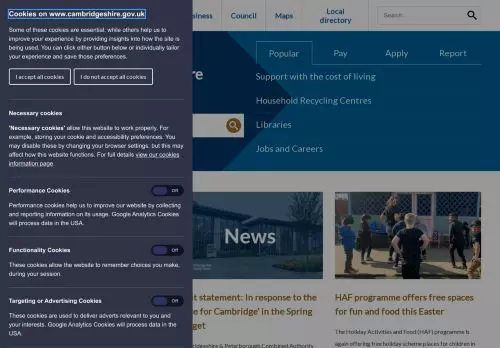 Cookies on www.cambridgeshire.gov.uk
Some of these cookies are essential, while others help us to
improve your experience by providing insights into how the site is
being used. You can click either button below or individually tailor
your experience and save those preferences.
I accept all cookies
I do not accept all cookies
Necessary cookies
'Necessary cookies' allow this website to work properly. For
example, storing your cookie and accessibility preferences. You
may disable these by changing your browser settings, but this may
affect how this website functions. For full details view our cookies
information page.
Performance Cookies
Off
Performance cookies help us to improve our website by collecting
and reporting information on its usage. Google Analytics Cookies
will process data in the USA.
Functionality Cookies
Off
These cookies allow the website to remember choices you make,
during your session.
Targeting or Advertising Cookies
Off
These cookies are used to deliver adverts relevant to you and
your interests. Google Analytics Cookies will process data in the
USA.
Council
Maps
Local
directory
Search...
Popular
Pay
Apply
Report
Support with the cost of living
Household Recycling Centres
Libraries
Jobs and Careers
News
statement: In response to the
for Cambridge' in the Spring
HAF programme offers free spaces
for fun and food this Easter
& Peterborough Combined Authority
The Holiday Activities and Food (HAF) programme is
again offering free holiday scheme places for children in